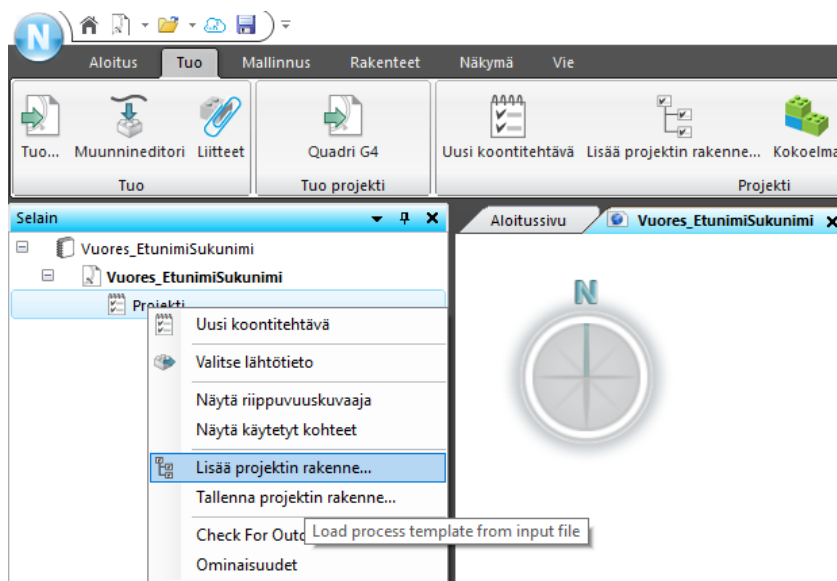 N
Aloitus Tuo Mallinnus Rakenteet Näkymä Vie
Tuo... Muunnineditori Liitteet Quadri G4 Uusi koontitehtävä Lisää projektin rakenne... Kokoelma
Tuo Tuo projekti Projekti
Selain
Aloitussivu Vuores_EtunimiSukunimi
Vuores_EtunimiSukunimi
Vuores_EtunimiSukunimi
Projekti
N
Uusi koontitehtävä
Valitse lähtötieto
Näytä riippuvuuskuvaaja
Näytä käytetyt kohteet
Lisää projektin rakenne...
Tallenna projektin rakenne...
Check For
Load process template from input file
Ominaisuudet